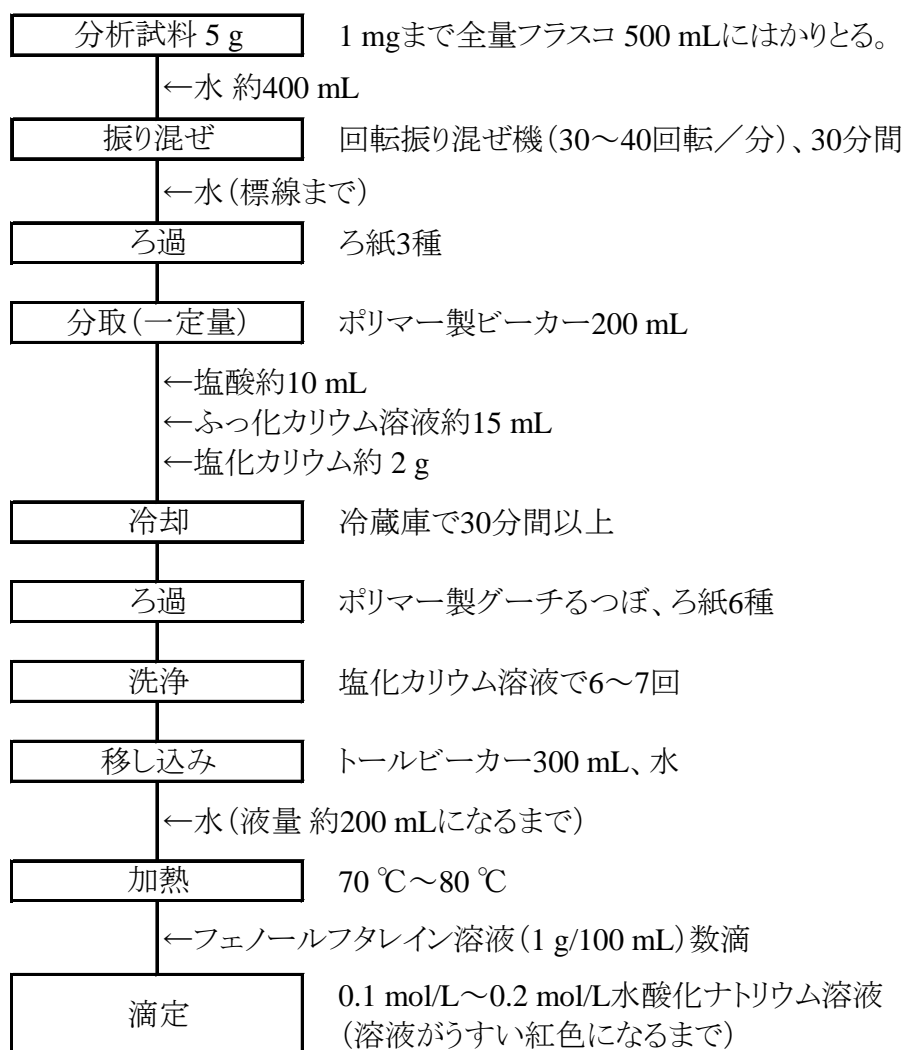 分析試料 5 g 1 mgまで全量フラスコ 500 mLにはかりとる。
←水 約400 mL
振り混ぜ 回転振り混ぜ機（30～40回転／分）、30分間
←水（標線まで）
ろ過 ろ紙3種
分取（一定量） ポリマー製ビーカー200 mL
←塩酸約10 mL
←ふっ化カリウム溶液約15 mL
←塩化カリウム約 2 g
冷却 冷蔵庫で30分間以上
ろ過 ポリマー製グーチるつぼ、ろ紙6種
洗浄 塩化カリウム溶液で6～7回
移し込み トールビーカー300 mL、水
←水（液量 約200 mLになるまで）
加熱 70 ℃～80 ℃
←フェノールフタレイン溶液（1 g/100 mL）数滴
滴定 0.1 mol/L～0.2 mol/L水酸化ナトリウム溶液
（溶液がうすい紅色になるまで）